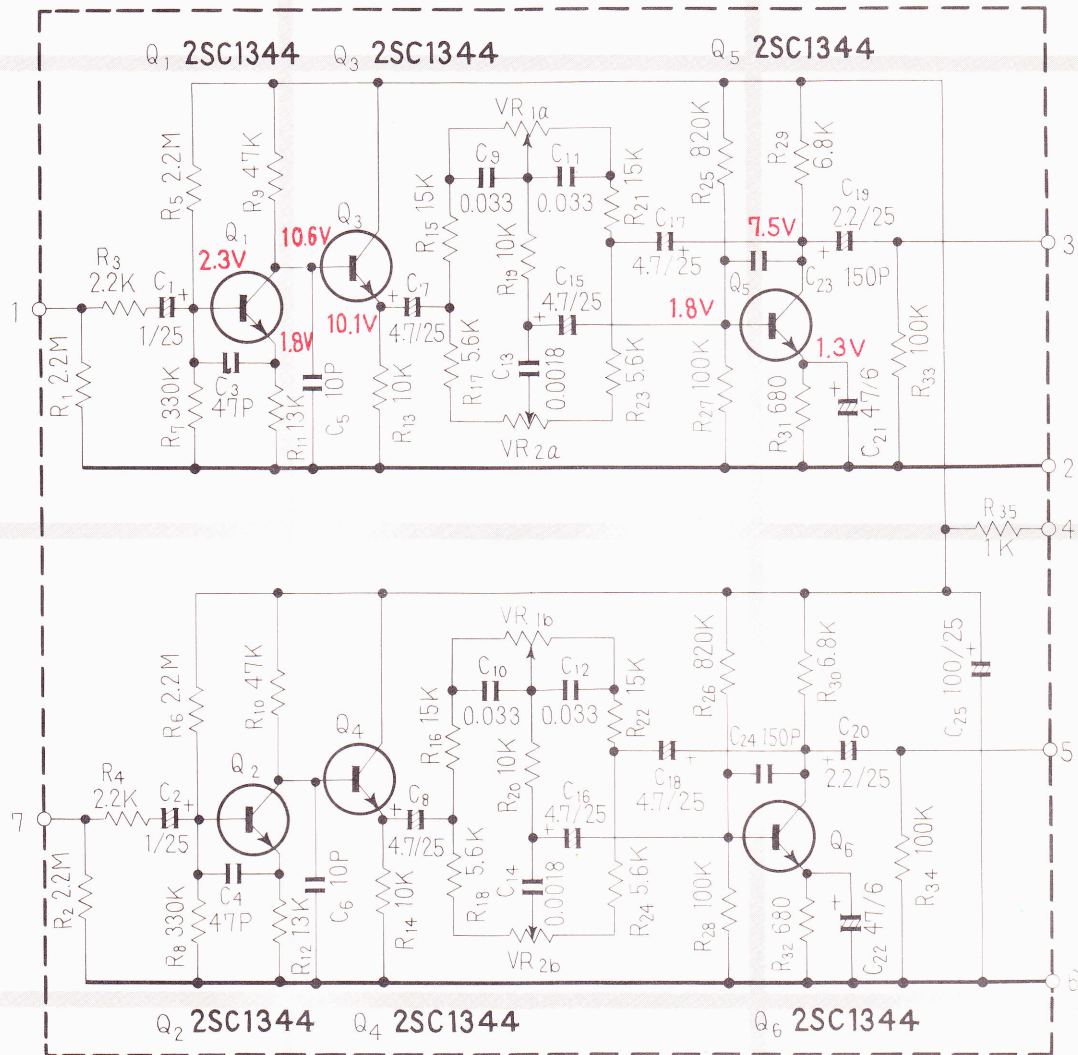 Q1 2SC1344
Q3 2SC1344
Q5 2SC1344
VR1a
R5 2.2M
R9 47K
R15 15K
C9
0.033
C11
0.033
R21 15K
R25 820K
R29
6.8K
C17
4.7/25
C19
2.2/25
Q1
2.3V
10.6V
Q3
R19 10K
7.5V
3
R3
2.2K
C1
1/25
+
10.1V
+
C7
4.7/25
C15
4.7/25
+
1.8V
Q5
C23
150P
1
1.8V
1.3V
R1 2.2M
C3
47P
R7 330K
R11 13K
C5 10P
R13 10K
R17 5.6K
C13
0.0018
R23 5.6K
R27 100K
R31 680
+
C21 47/6
R33 100K
VR2a
2
R35
1K
4
VR1b
R6 2.2M
R10 47K
R16 15K
C10
0.033
C12
0.033
R22 15K
R26 820K
R30 6.8K
C25 100/25
+
Q2
Q4
R20 10K
C18
4.7/25
+
C24 150P
C20
2.2/25
+
5
R4
2.2K
C2
1/25
+
+
C8
4.7/25
C16
4.7/25
+
Q6
7
R2 2.2M
C4
47P
R8 330K
R12 13K
C6 10P
R14 10K
R18 5.6K
C14
0.0018
R24 5.6K
R28 100K
R32 680
+
C22 47/6
R34 100K
VR2b
6
Q2 2SC1344
Q4 2SC1344
Q6 2SC1344